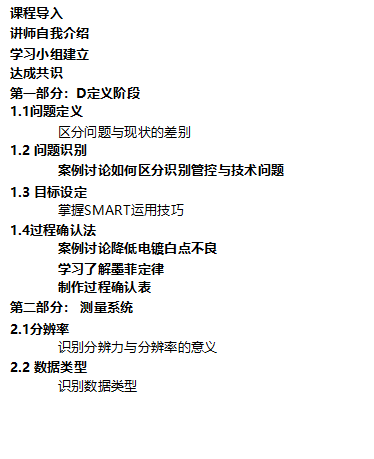 课程导入
讲师自我介绍
学习小组建立
达成共识
第一部分：D定义阶段
1.1问题定义
区分问题与现状的差别
1.2 问题识别
案例讨论如何区分识别管控与技术问题
1.3 目标设定
掌握SMART运用技巧
1.4过程确认法
案例讨论降低电镀白点不良
学习了解墨菲定律
制作过程确认表
第二部分： 测量系统
2.1分辨率
识别分辨力与分辨率的意义
2.2 数据类型
识别数据类型